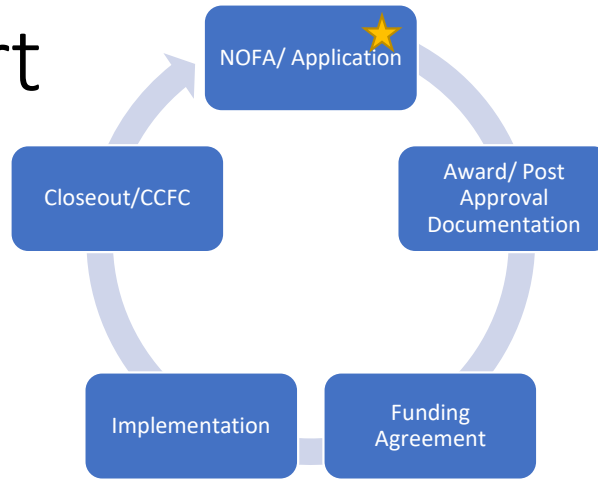 rt
NOFA/ Application
Award/ Post
Approval
Documentation
Funding
Agreement
Implementation
Closeout/CCFC